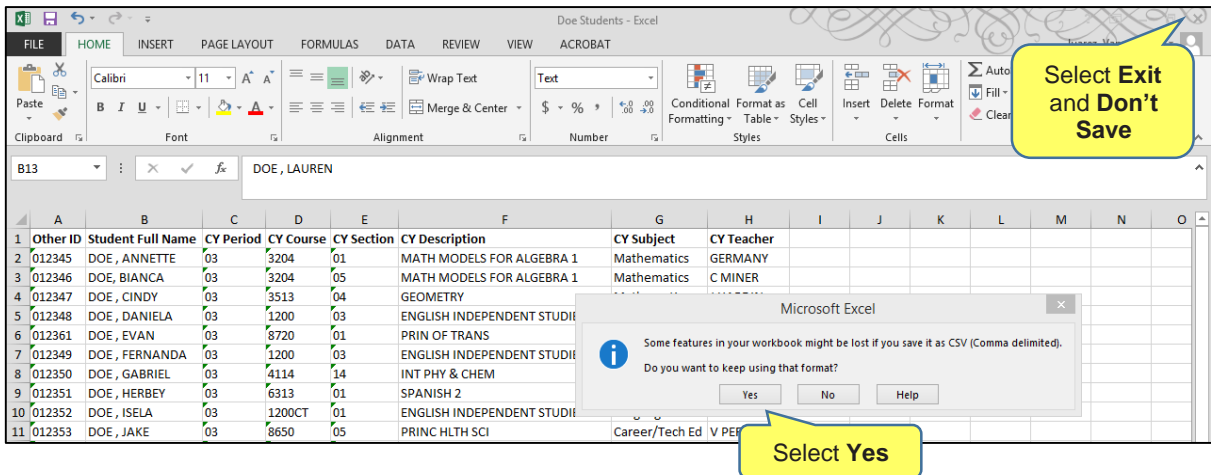 Doe Students - Excel
FILE HOME INSERT PAGE LAYOUT FORMULAS DATA REVIEW VIEW ACROBAT
Calibri 11 A A Wrap Text Text Σ Auto
Fill
Paste B I U A Merge & Center $ % , .00 Conditional Format as Cell Insert Delete Format
Formatting Table Styles Clear
Clipboard Font Alignment Number Styles Cells
Select Exit
and Don't
Save
B13 fx DOE , LAUREN
A B C D E F G H I J K L M N O
1 Other ID Student Full Name CY Period CY Course CY Section CY Description CY Subject CY Teacher
2 012345 DOE , ANNETTE 03 3204 01 MATH MODELS FOR ALGEBRA 1 Mathematics GERMANY
3 012346 DOE, BIANCA 03 3204 05 MATH MODELS FOR ALGEBRA 1 Mathematics C MINER
4 012347 DOE , CINDY 03 3513 04 GEOMETRY
5 012348 DOE , DANIELA 03 1200 03 ENGLISH INDEPENDENT STUDIE
6 012361 DOE , EVAN 03 8720 01 PRIN OF TRANS
7 012349 DOE , FERNANDA 03 1200 03 ENGLISH INDEPENDENT STUDIE
8 012350 DOE , GABRIEL 03 4114 14 INT PHY & CHEM
9 012351 DOE , HERBEY 03 6313 01 SPANISH 2
10 012352 DOE , ISELA 03 1200CT 01 ENGLISH INDEPENDENT STUDIE
11 012353 DOE , JAKE 03 8650 05 PRINC HLTH SCI Career/Tech Ed V PER
Microsoft Excel
Some features in your workbook might be lost if you save it as CSV (Comma delimited).
Do you want to keep using that format?
Yes No Help
Select Yes